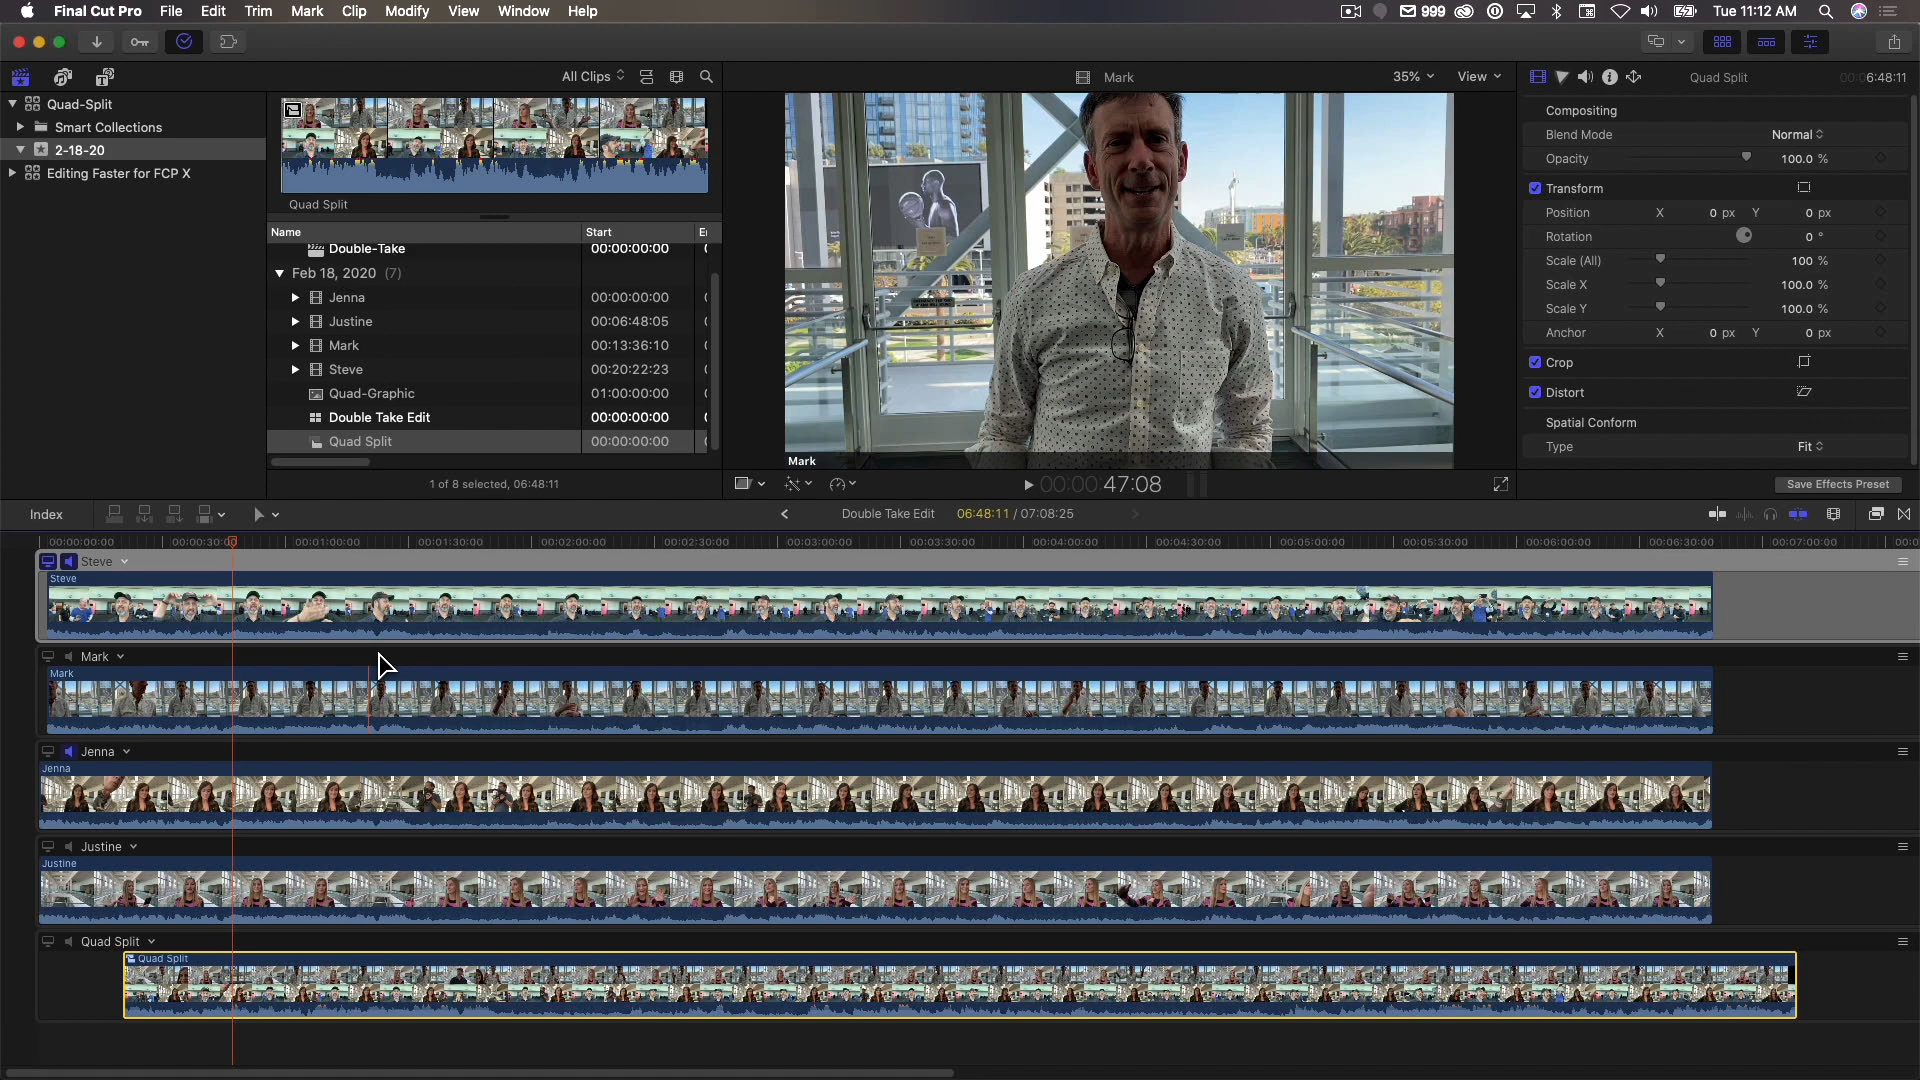 Final Cut Pro File Edit Trim Mark Clip Modify View Window Help 999 Tue 11:12 AM
All Clips Mark 35% View Quad Split 00:06:48:11
Quad-Split
Smart Collections
2-18-20
Editing Faster for FCP X
Quad Split
Name Start
Double-Take 00:00:00:00
Feb 18, 2020 (7)
Jenna 00:00:00:00
Justine 00:06:48:05
Mark 00:13:36:10
Steve 00:20:22:23
Quad-Graphic 01:00:00:00
Double Take Edit 00:00:00:00
Quad Split 00:00:00:00
1 of 8 selected, 06:48:11
Mark
00:00:47:08
Compositing
Blend Mode Normal
Opacity 100.0 %
Transform
Position X 0 px Y 0 px
Rotation 0 °
Scale (All) 100 %
Scale X 100.0 %
Scale Y 100.0 %
Anchor X 0 px Y 0 px
Crop
Distort
Spatial Conform
Type Fit
Save Effects Preset
Index Double Take Edit 06:48:11 / 07:08:25
00:00:00:00 00:00:30:00 00:01:00:00 00:01:30:00 00:02:00:00 00:02:30:00 00:03:00:00 00:03:30:00 00:04:00:00 00:04:30:00 00:05:00:00 00:05:30:00 00:06:00:00 00:06:30:00 00:07:00:00
Steve
Steve
Mark
Mark
Jenna
Jenna
Justine
Justine
Quad Split
Quad Split